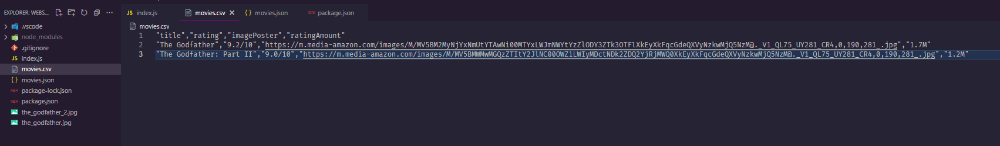 EXPLORER: WEBS...
.vscode
node_modules
.gitignore
JS index.js
movies.csv
{ } movies.json
package-lock.json
package.json
the_godfather_2.jpg
the_godfather.jpg
JS index.js movies.csv { } movies.json package.json
movies.csv
1 "title","rating","imagePoster","ratingAmount"
2 "The Godfather","9.2/10","https://m.media-amazon.com/images/M/MV5BM2MyNjYxNmUtYTAwNi00MTYxLWJmNWYtYzZlODY3ZTk3OTFlXkEyXkFqcGdeQXVyNzkwMjQ5NzM@._V1_QL75_UY281_CR4,0,190,281_.jpg","1.7M"
3 "The Godfather: Part II","9.0/10","https://m.media-amazon.com/images/M/MV5BMWMwMGQzZTItY2JlNC00OWZiLWIyMDctNDk2ZDQ2YjRjMWQ0XkEyXkFqcGdeQXVyNzkwMjQ5NzM@._V1_QL75_UY281_CR4,0,190,281_.jpg","1.2M"